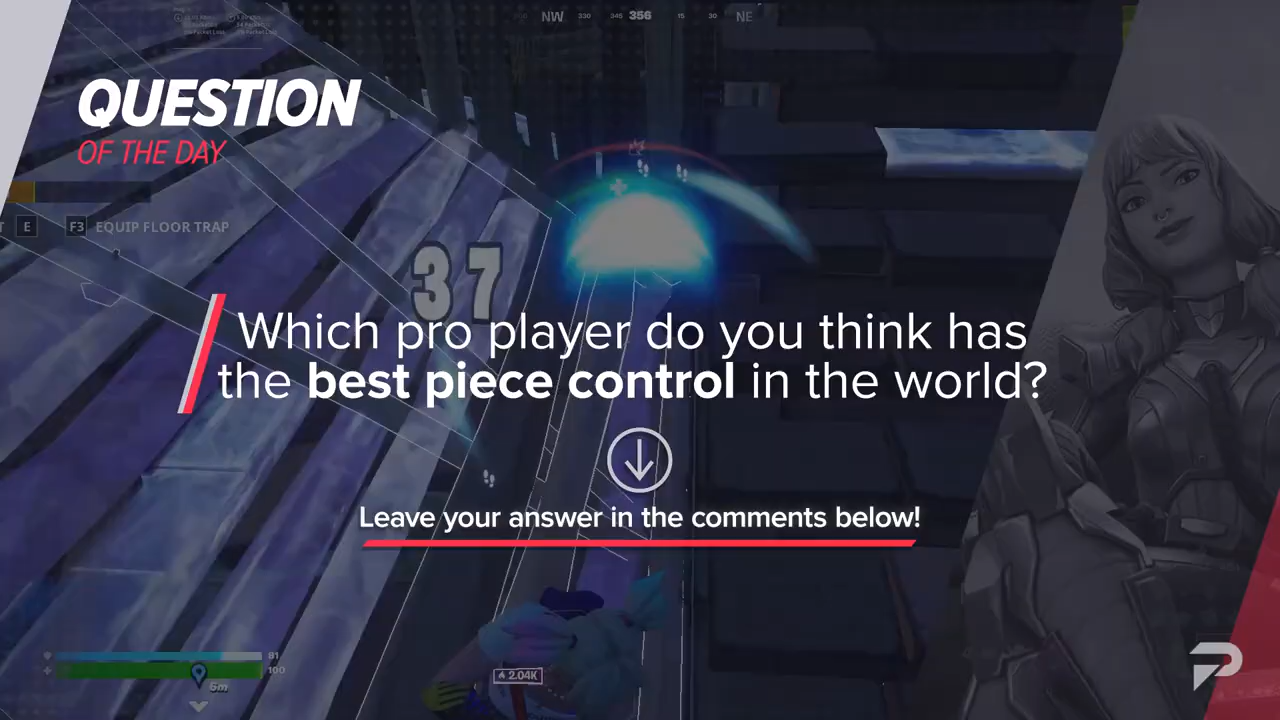 NW 330 345 356 15 30 NE
QUESTION
OF THE DAY
E F3 EQUIP FLOOR TRAP
37
Which pro player do you think has
the best piece control in the world?
Leave your answer in the comments below!
81
100
6m
2.04K